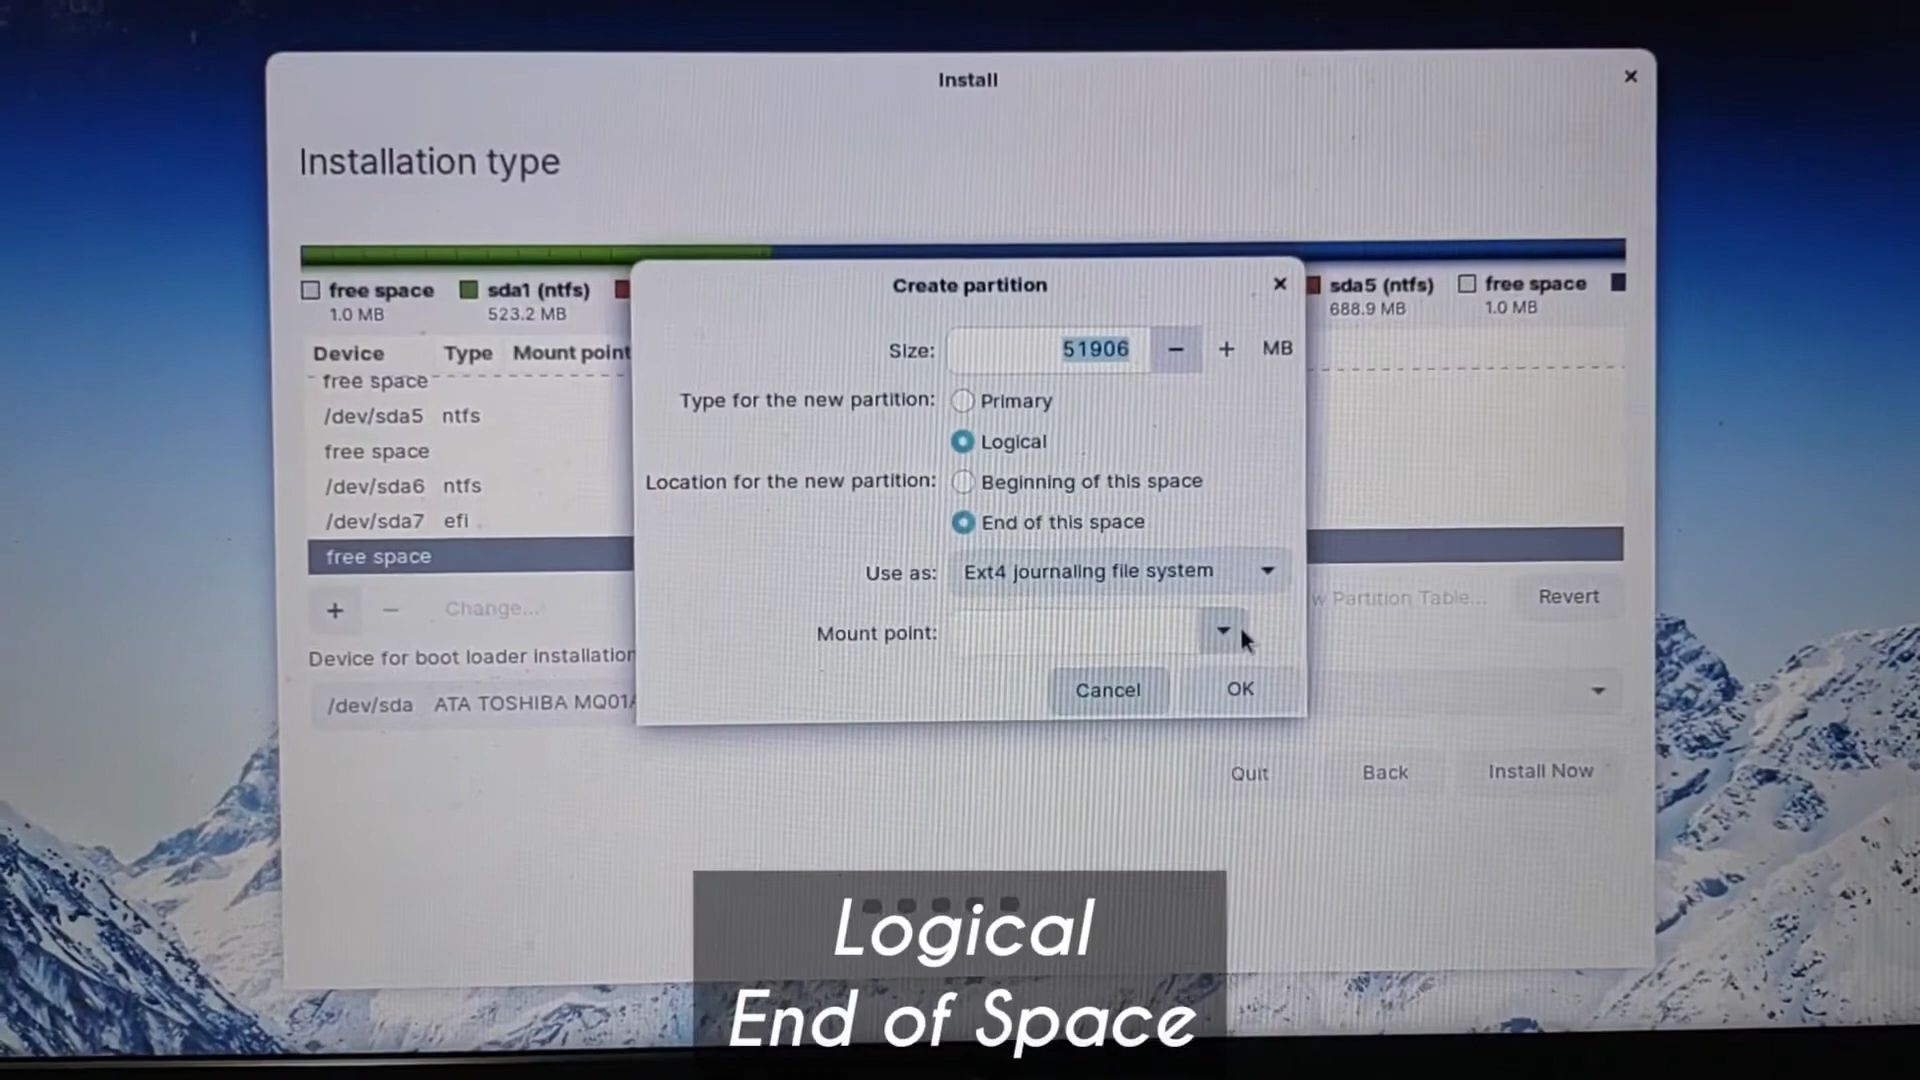 Install
Installation type
free space
1.0 MB
sda1 (ntfs)
523.2 MB
sda5 (ntfs)
688.9 MB
free space
1.0 MB
Device Type Mount point
free space
/dev/sda5 ntfs
free space
/dev/sda6 ntfs
/dev/sda7 efi
free space
+ − Change...
Partition Table... Revert
Device for boot loader installation
/dev/sda ATA TOSHIBA
Quit Back Install Now
Create partition
Size: 51906 − + MB
Type for the new partition: Primary
Logical
Location for the new partition: Beginning of this space
End of this space
Use as: Ext4 journaling file system
Mount point:
Cancel OK
Logical
End of Space